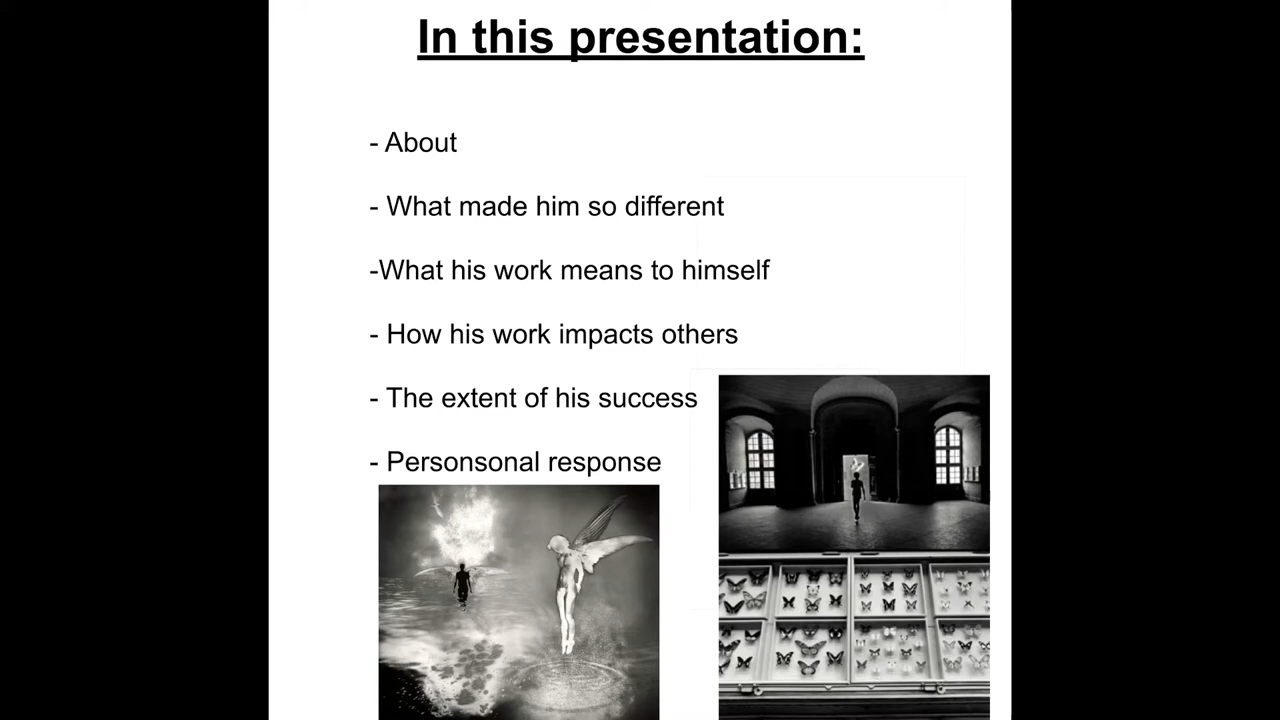 In this presentation:
- About
- What made him so different
-What his work means to himself
- How his work impacts others
- The extent of his success
- Personsonal response